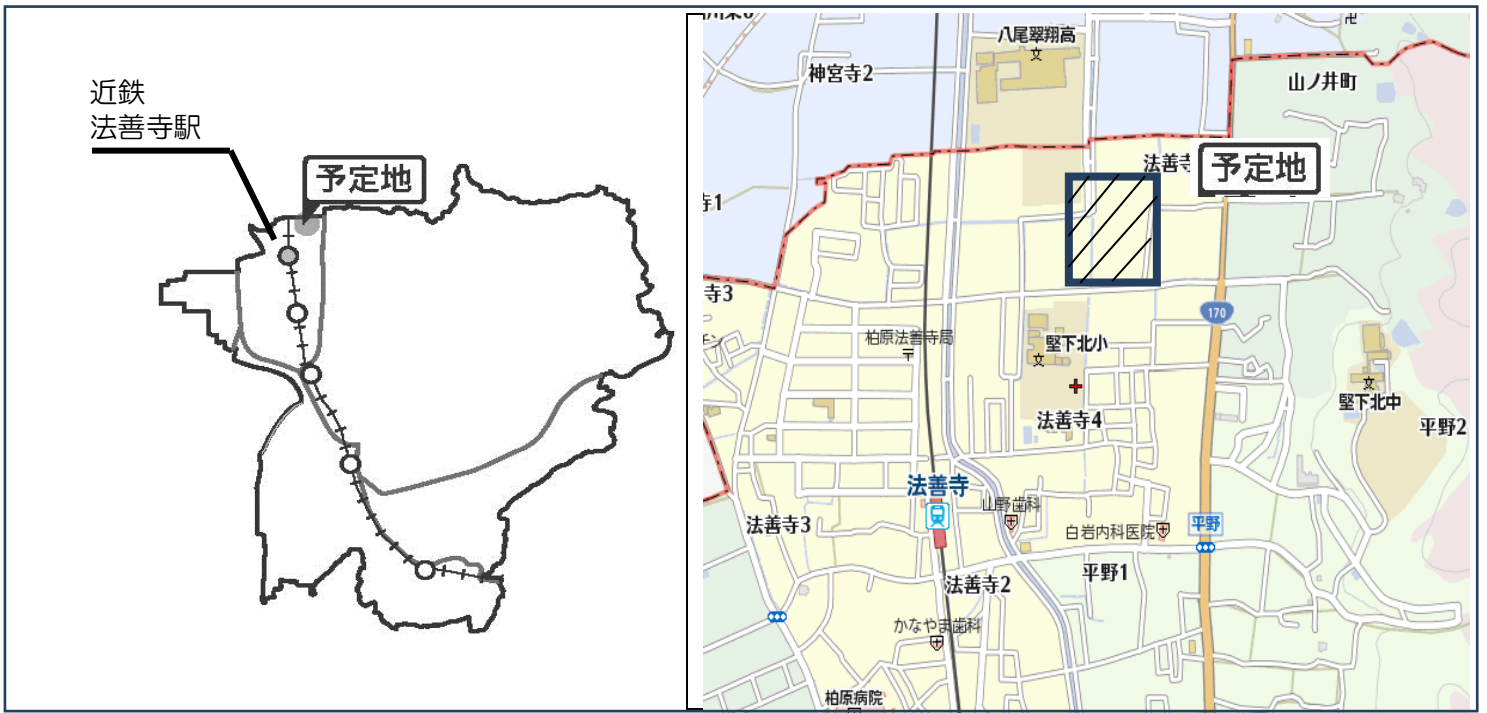 近鉄
法善寺駅
予定地
八尾翠翔高
神宮寺2
山ノ井町
法善寺
予定地
寺1
寺3
170
柏原法善寺局
堅下北小
堅下北中
法善寺4
平野2
法善寺
山野歯科
法善寺3
白岩内科医院
平野
平野1
法善寺2
かなやま歯科
柏原病院